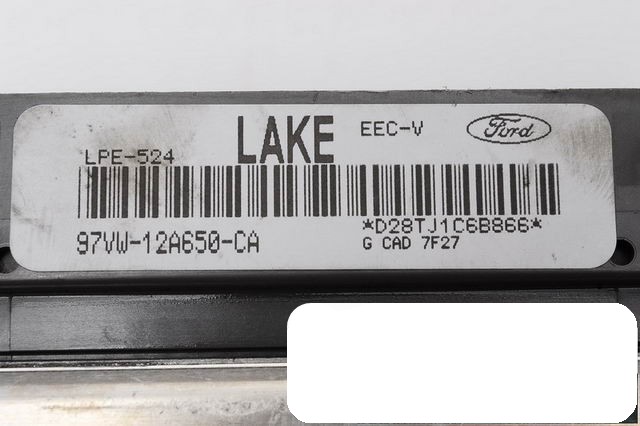 LAKE EEC-V Ford
LPE-524
*D28TJ1C6B866*
97VW-12A650-CA
G CAD 7F27